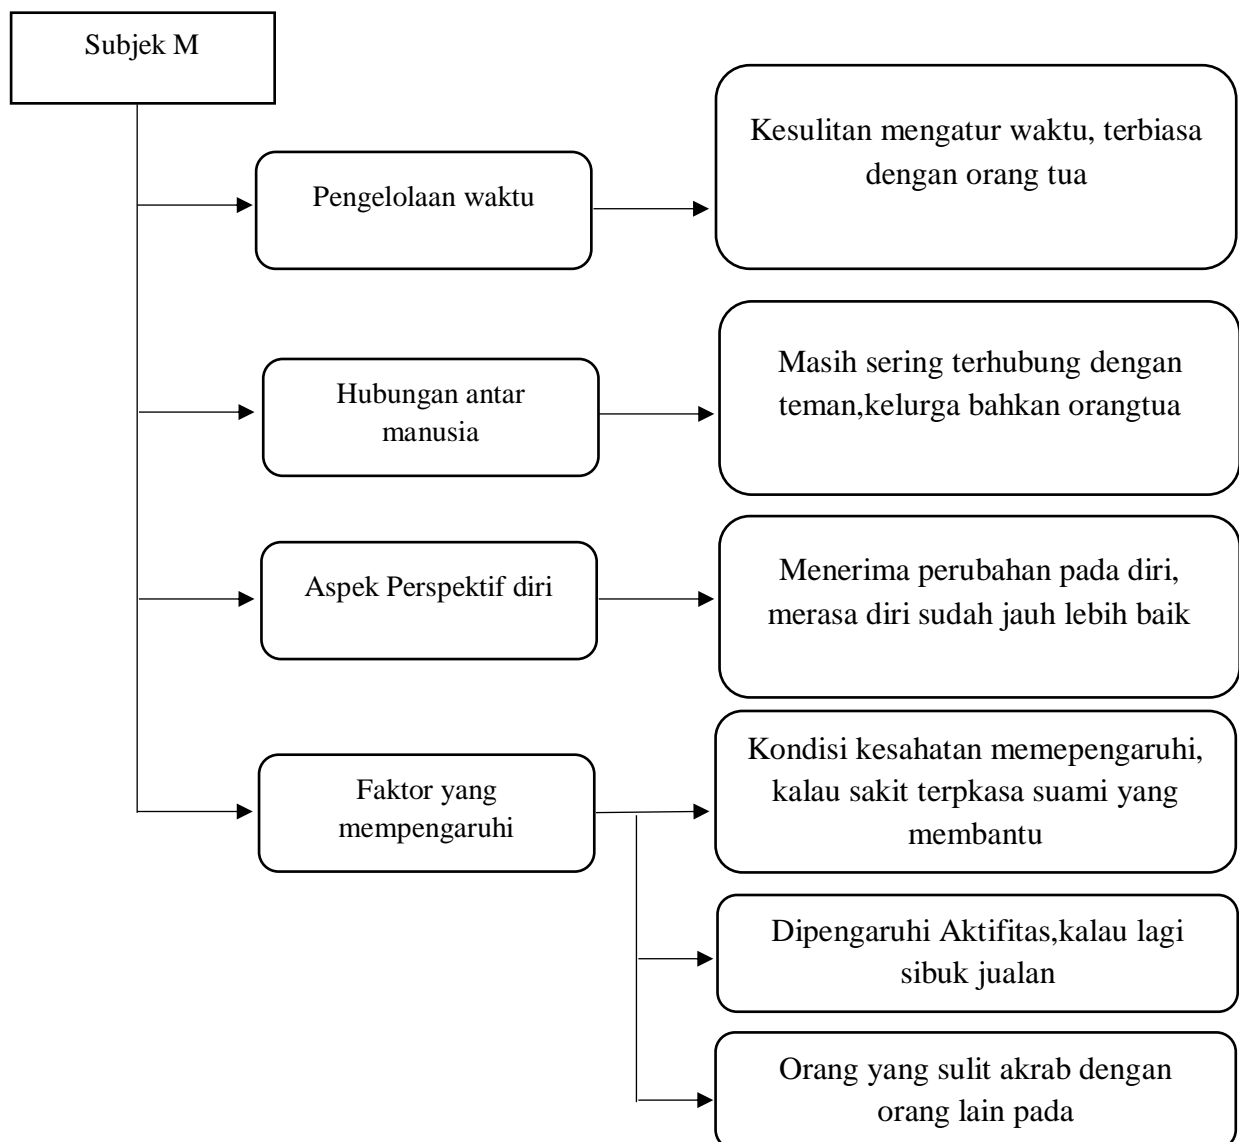 Subjek M
Pengelolaan waktu
Kesulitan mengatur waktu, terbiasa
dengan orang tua
Hubungan antar
manusia
Masih sering terhubung dengan
teman,kelurga bahkan orangtua
Aspek Perspektif diri
Menerima perubahan pada diri,
merasa diri sudah jauh lebih baik
Faktor yang
mempengaruhi
Kondisi kesahatan memepengaruhi,
kalau sakit terpkasa suami yang
membantu
Dipengaruhi Aktifitas,kalau lagi
sibuk jualan
Orang yang sulit akrab dengan
orang lain pada